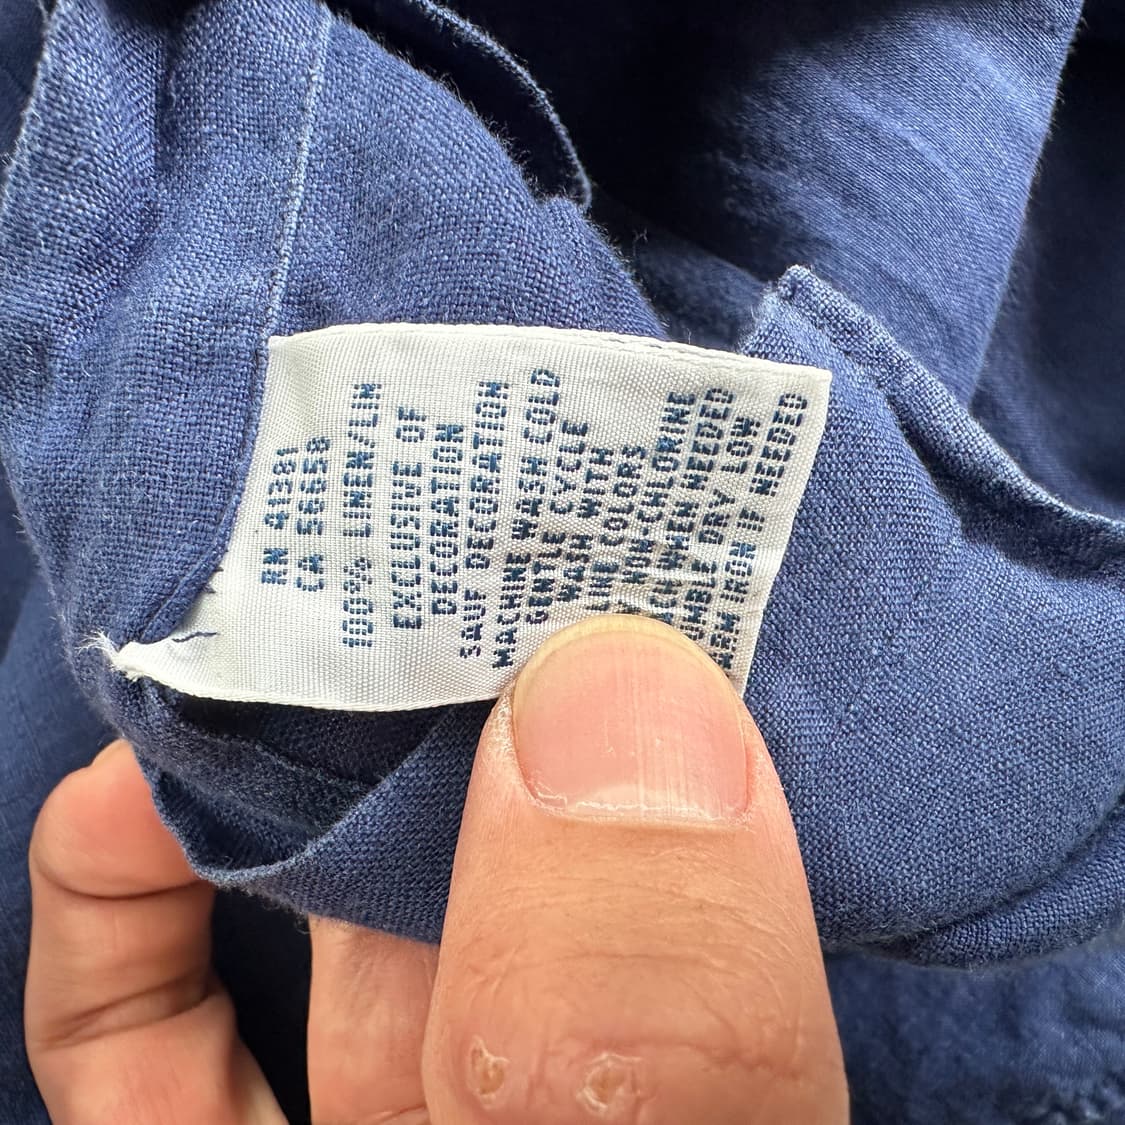 RN 41381
CA 56658
100% LINEN/LIN
EXCLUSIVE OF
DECORATION
SAUF DECORATION
MACHINE WASH COLD
GENTLE CYCLE
WASH WITH
LIKE COLORS
NON CHLORINE
WHEN NEEDED
TUMBLE DRY LOW
WARM IRON IF NEEDED